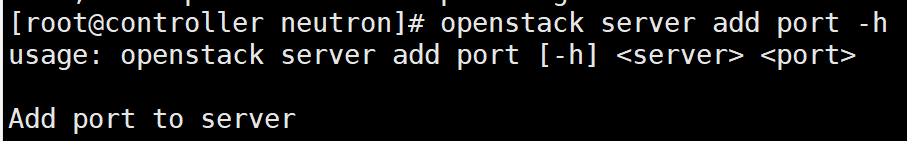 [root@controller neutron]# openstack server add port -h
usage: openstack server add port [-h] <server> <port>
Add port to server